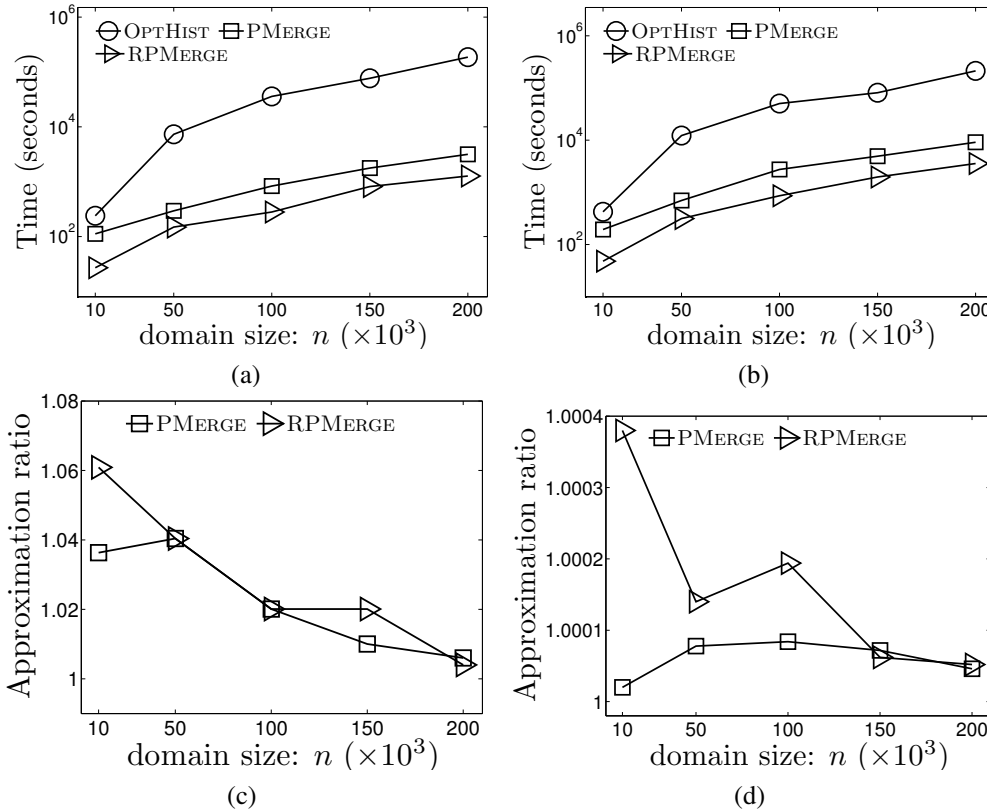 10^6
10^4
10^2
Time (seconds)
OPTHIST PMERGE
RPMERGE
10 50 100 150 200
domain size: n (×10^3)
(a)
10^6
10^4
10^2
Time (seconds)
OPTHIST PMERGE
RPMERGE
10 50 100 150 200
domain size: n (×10^3)
(b)
1.08
1.06
1.04
1.02
1
Approximation ratio
PMERGE RPMERGE
10 50 100 150 200
domain size: n (×10^3)
(c)
1.0004
1.0003
1.0002
1.0001
1
Approximation ratio
PMERGE RPMERGE
10 50 100 150 200
domain size: n (×10^3)
(d)